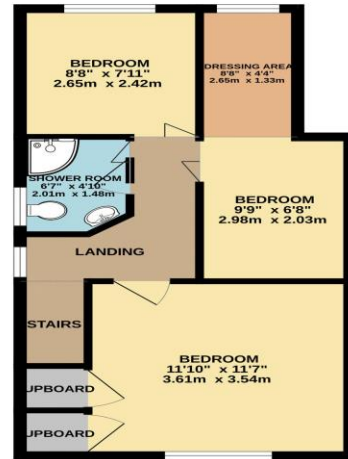 BEDROOM
8'8" x 7'11"
2.65m x 2.42m
DRESSING AREA
8'8" x 4'4"
2.65m x 1.33m
SHOWER ROOM
6'7" x 4'10"
2.01m x 1.48m
BEDROOM
9'9" x 6'8"
2.98m x 2.03m
LANDING
STAIRS
BEDROOM
11'10" x 11'7"
3.61m x 3.54m
UPBOARD
UPBOARD